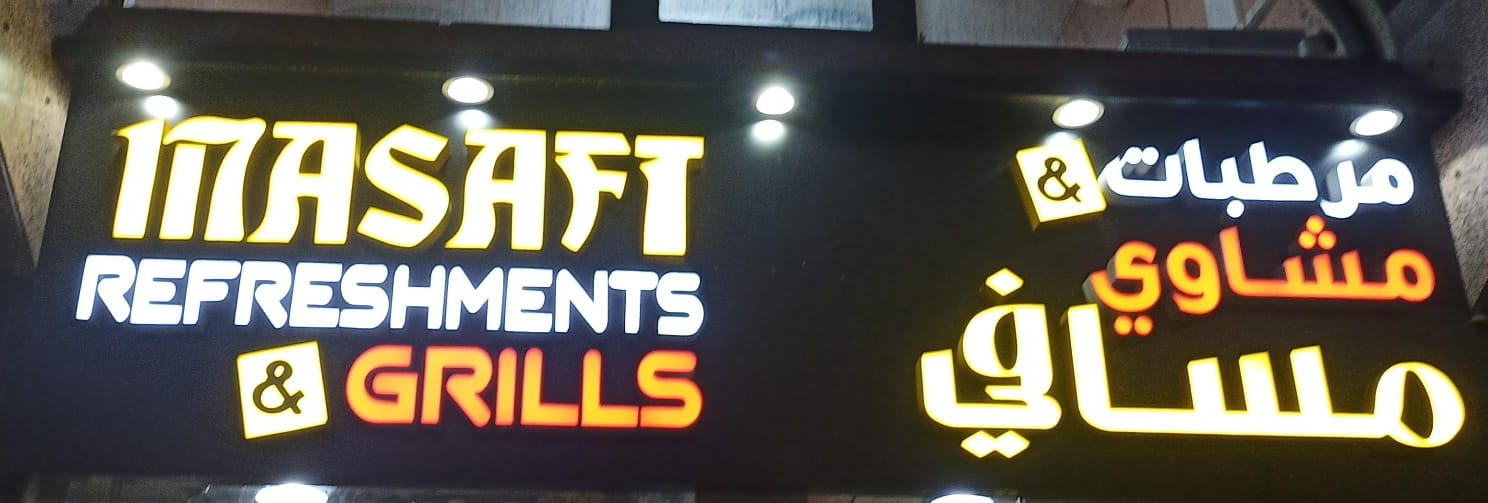 MASAFI
REFRESHMENTS
& GRILLS
مرطبات &
مشاوي
مسافي